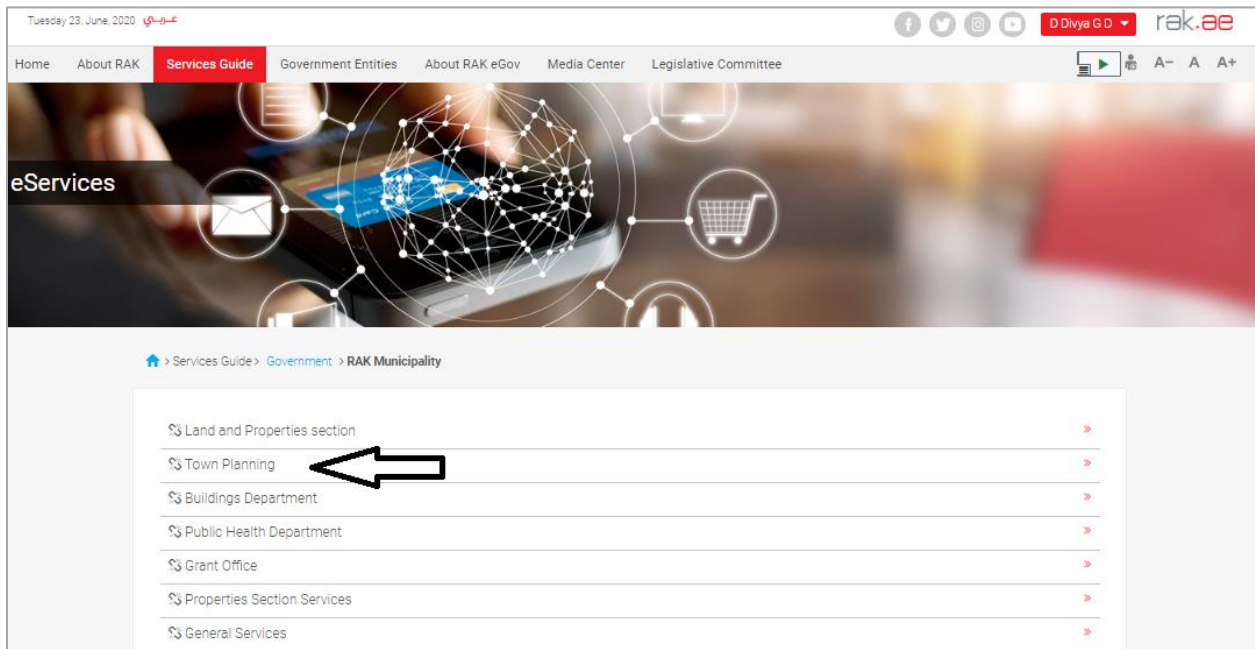 Tuesday 23, June, 2020 عـربـي
D Divya G D rak.ae
Home About RAK Services Guide Government Entities About RAK eGov Media Center Legislative Committee A- A A+
eServices
> Services Guide > Government > RAK Municipality
Land and Properties section
Town Planning
Buildings Department
Public Health Department
Grant Office
Properties Section Services
General Services